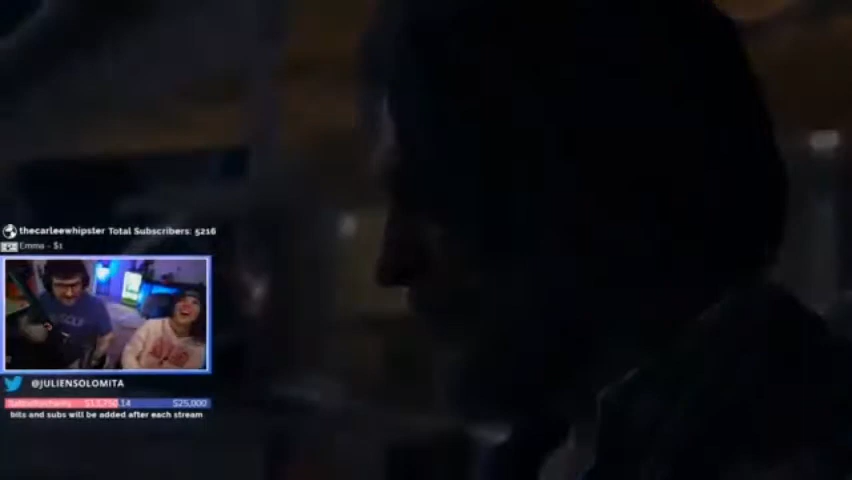 thecarleewhipster Total Subscribers: 5216
Emma - $1
@JULIENSOLOMITA
$13,750.14 $25,000
bits and subs will be added after each stream